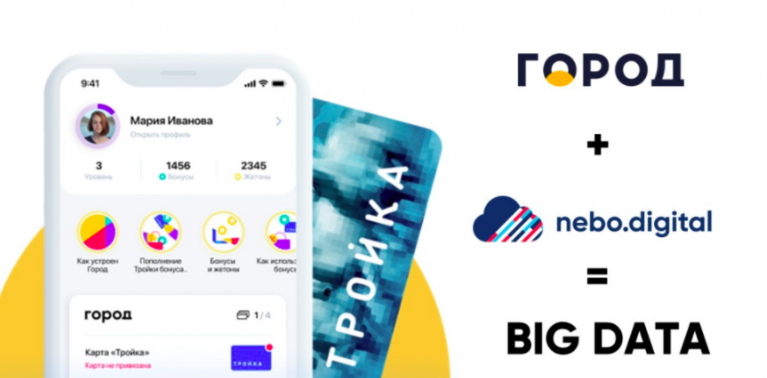 9:41
Мария Иванова
Открыть профиль
3
1456
2345
Уровень
Бонусы
Жетоны
Как устроен
Город
Пополнение
Тройки бонуса..
Бонусы
и жетоны
Как использ
бонусы
город
1/4
Карта «Тройка»
Карта не привязана
ТРОЙКА
ТРОЙКА
ГОРОД
+
nebo.digital
=
BIG DATA